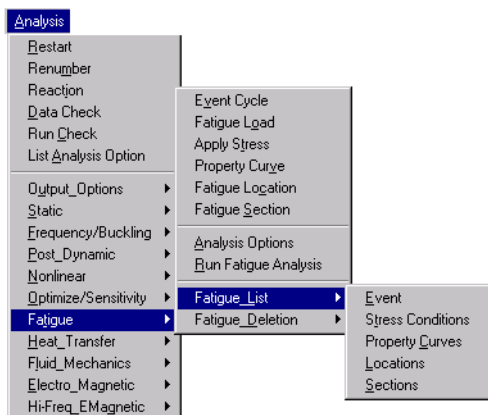 Analysis
Restart
Renumber
Reaction
Data Check
Run Check
List Analysis Option
Output_Options
Static
Frequency/Buckling
Post_Dynamic
Nonlinear
Optimize/Sensitivity
Fatigue
Heat_Transfer
Fluid_Mechanics
Electro_Magnetic
Hi-Freq_EMagnetic
Event Cycle
Fatigue Load
Apply Stress
Property Curve
Fatigue Location
Fatigue Section
Analysis Options
Run Fatigue Analysis
Fatigue_List
Fatigue_Deletion
Event
Stress Conditions
Property Curves
Locations
Sections